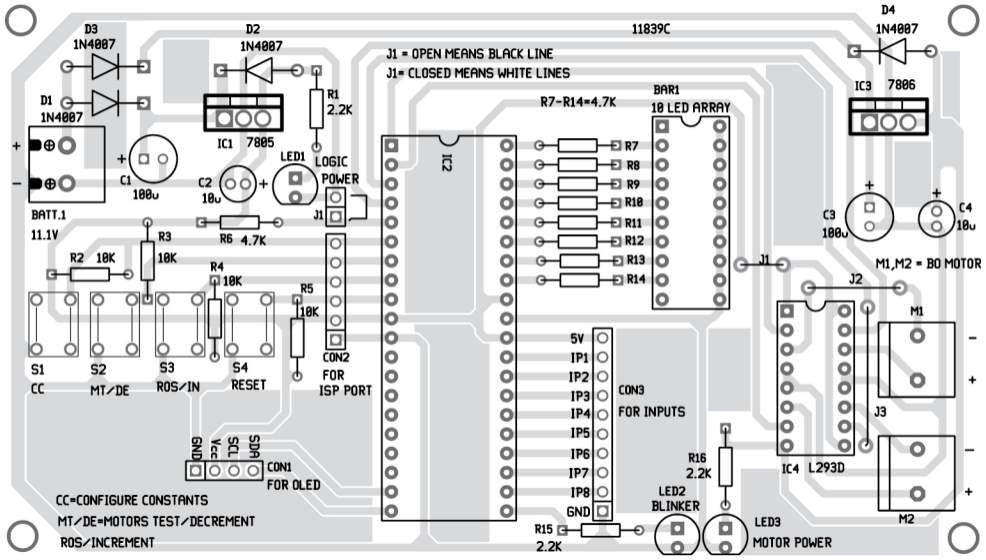 D3
1N4007
D2
1N4007
11839C
D4
1N4007
J1 = OPEN MEANS BLACK LINE
J1= CLOSED MEANS WHITE LINES
R1
2.2K
R7-R14=4.7K
BAR1
10 LED ARRAY
IC3
7806
D1
1N4007
IC1
7805
IC2
+
-
C1
100u
+
C2
10u
+
LED1
LOGIC
POWER
J1
R7
R8
R9
R10
R11
R12
R13
R14
+
C3
100u
+
C4
10u
BATT.1
11.1V
R6
4.7K
R3
10K
R2
10K
R4
10K
R5
10K
J1
M1,M2 = BO MOTOR
J2
M1
-
+
S1
CC
S2
MT/DE
S3
ROS/IN
S4
RESET
CON2
FOR
ISP PORT
5V
IP1
IP2
IP3
IP4
IP5
IP6
IP7
IP8
GND
CON3
FOR INPUTS
J3
-
+
M2
IC4
L293D
GND
Vcc
SCL
SDA
CON1
FOR OLED
R16
2.2K
LED2
BLINKER
R15
2.2K
LED3
MOTOR POWER
CC=CONFIGURE CONSTANTS
MT/DE=MOTORS TEST/DECREMENT
ROS/INCREMENT